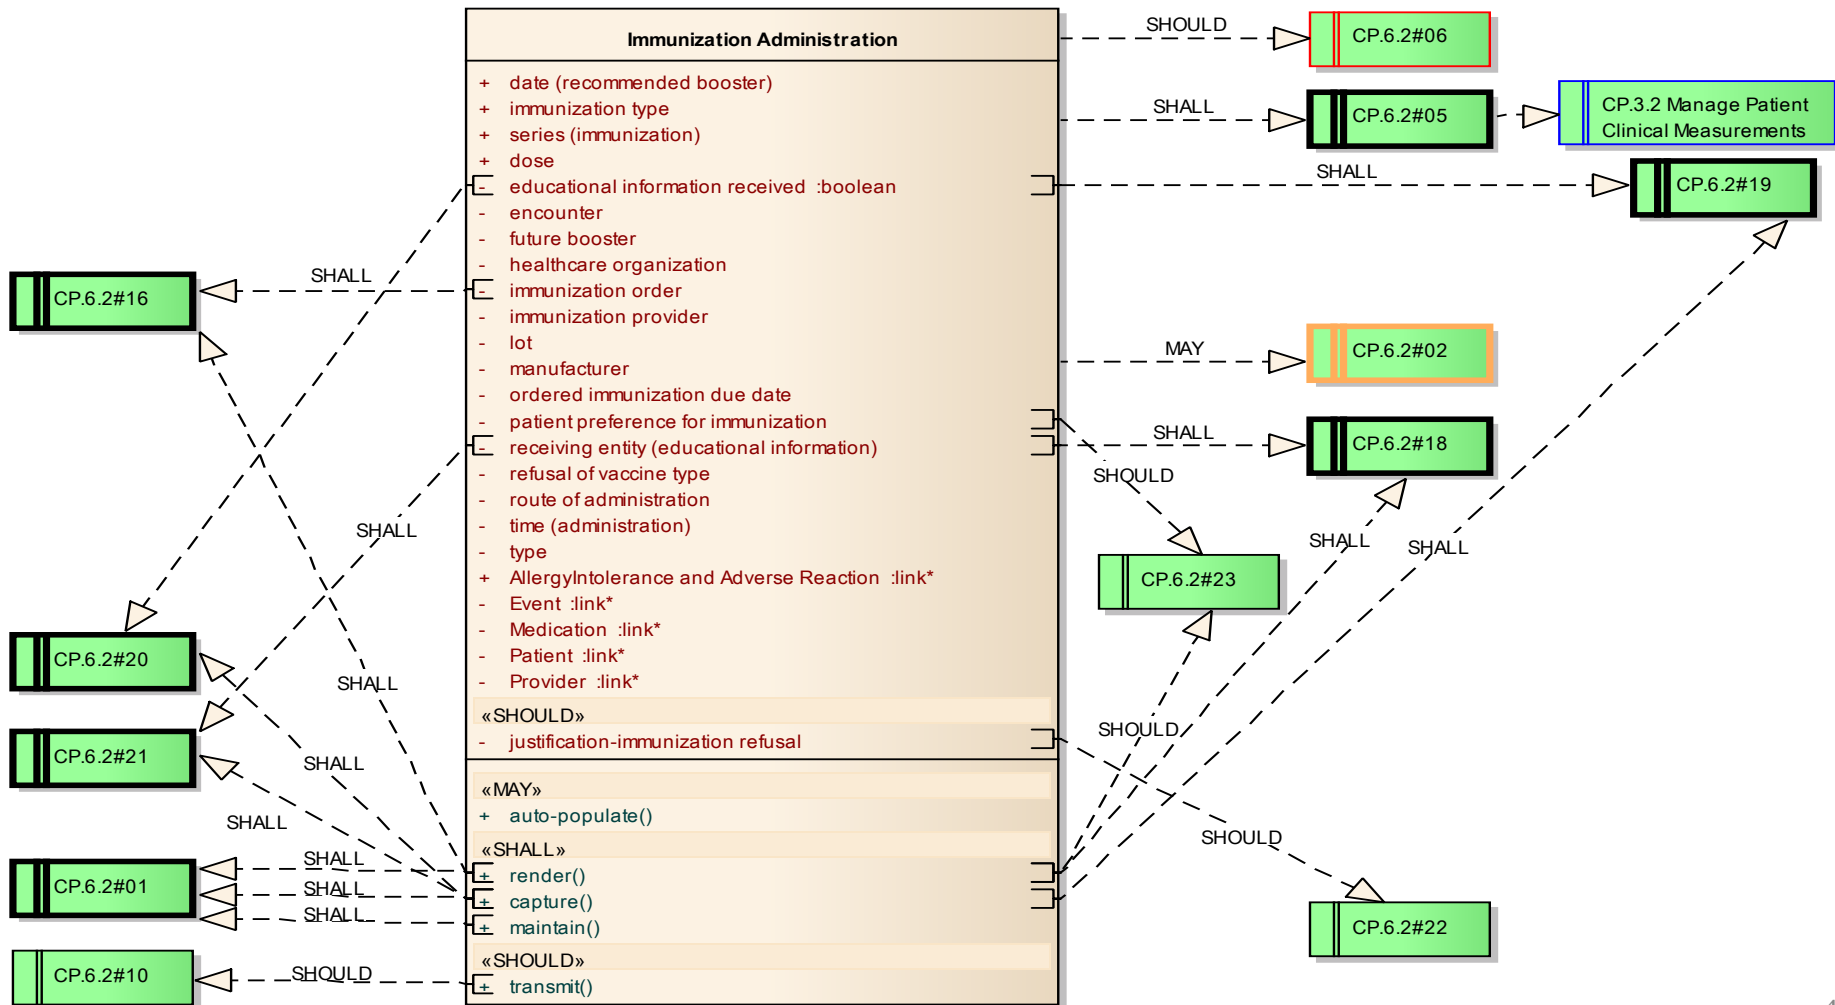 Immunization Administration
+ date (recommended booster)
+ immunization type
+ series (immunization)
+ dose
- educational information received :boolean
- encounter
- future booster
- healthcare organization
- immunization order
- immunization provider
- lot
- manufacturer
- ordered immunization due date
- patient preference for immunization
- receiving entity (educational information)
- refusal of vaccine type
- route of administration
- time (administration)
- type
+ AllergyIntolerance and Adverse Reaction :link*
- Event :link*
- Medication :link*
- Patient :link*
- Provider :link*
«SHOULD»
- justification-immunization refusal
«MAY»
+ auto-populate()
«SHALL»
+ render()
+ capture()
+ maintain()
«SHOULD»
+ transmit()
SHALL
CP.6.2#16
SHALL
SHALL
CP.6.2#20
CP.6.2#21
SHALL
SHALL
SHALL
CP.6.2#01
SHALL
SHALL
CP.6.2#10
SHOULD
SHOULD
CP.6.2#06
SHALL
CP.6.2#05
CP.3.2 Manage Patient
Clinical Measurements
SHALL
CP.6.2#19
MAY
CP.6.2#02
SHALL
CP.6.2#18
SHOULD
SHALL
SHALL
CP.6.2#23
SHOULD
SHOULD
CP.6.2#22